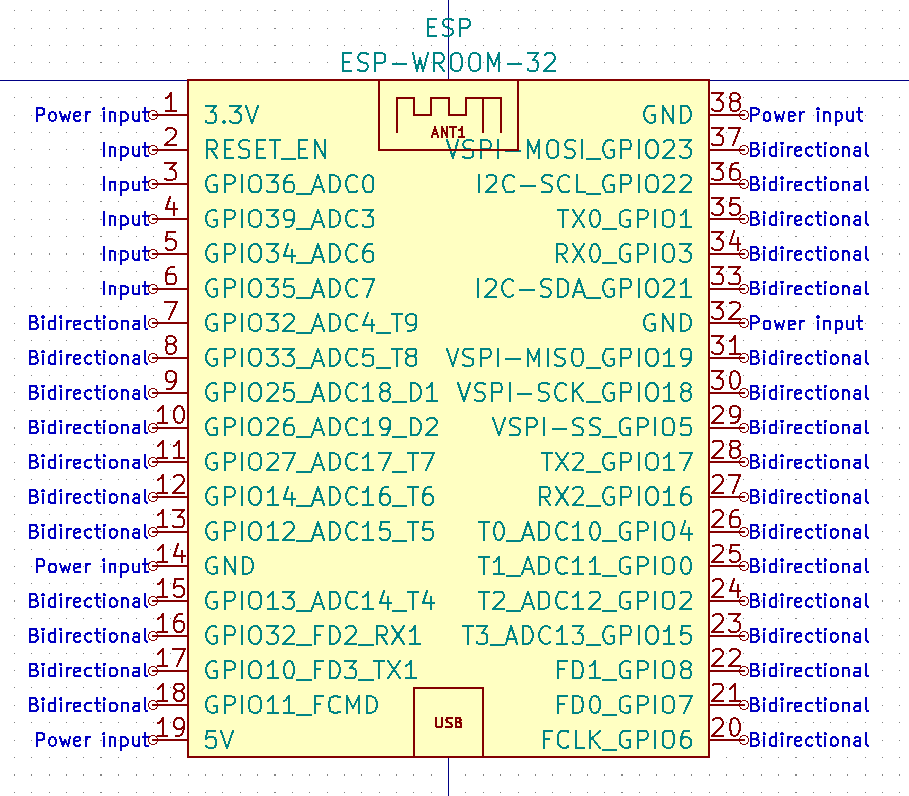 ESP
ESP-WROOM-32
ANT1
Power input 1 3.3V GND 38 Power input
Input 2 RESET_EN VSPI-MOSI_GPIO23 37 Bidirectional
Input 3 GPIO36_ADC0 I2C-SCL_GPIO22 36 Bidirectional
Input 4 GPIO39_ADC3 TX0_GPIO1 35 Bidirectional
Input 5 GPIO34_ADC6 RX0_GPIO3 34 Bidirectional
Input 6 GPIO35_ADC7 I2C-SDA_GPIO21 33 Bidirectional
Bidirectional 7 GPIO32_ADC4_T9 GND 32 Power input
Bidirectional 8 GPIO33_ADC5_T8 VSPI-MISO_GPIO19 31 Bidirectional
Bidirectional 9 GPIO25_ADC18_D1 VSPI-SCK_GPIO18 30 Bidirectional
Bidirectional 10 GPIO26_ADC19_D2 VSPI-SS_GPIO5 29 Bidirectional
Bidirectional 11 GPIO27_ADC17_T7 TX2_GPIO17 28 Bidirectional
Bidirectional 12 GPIO14_ADC16_T6 RX2_GPIO16 27 Bidirectional
Bidirectional 13 GPIO12_ADC15_T5 T0_ADC10_GPIO4 26 Bidirectional
Power input 14 GND T1_ADC11_GPIO0 25 Bidirectional
Bidirectional 15 GPIO13_ADC14_T4 T2_ADC12_GPIO2 24 Bidirectional
Bidirectional 16 GPIO32_FD2_RX1 T3_ADC13_GPIO15 23 Bidirectional
Bidirectional 17 GPIO10_FD3_TX1 FD1_GPIO8 22 Bidirectional
Bidirectional 18 GPIO11_FCMD FD0_GPIO7 21 Bidirectional
USB
Power input 19 5V FCLK_GPIO6 20 Bidirectional